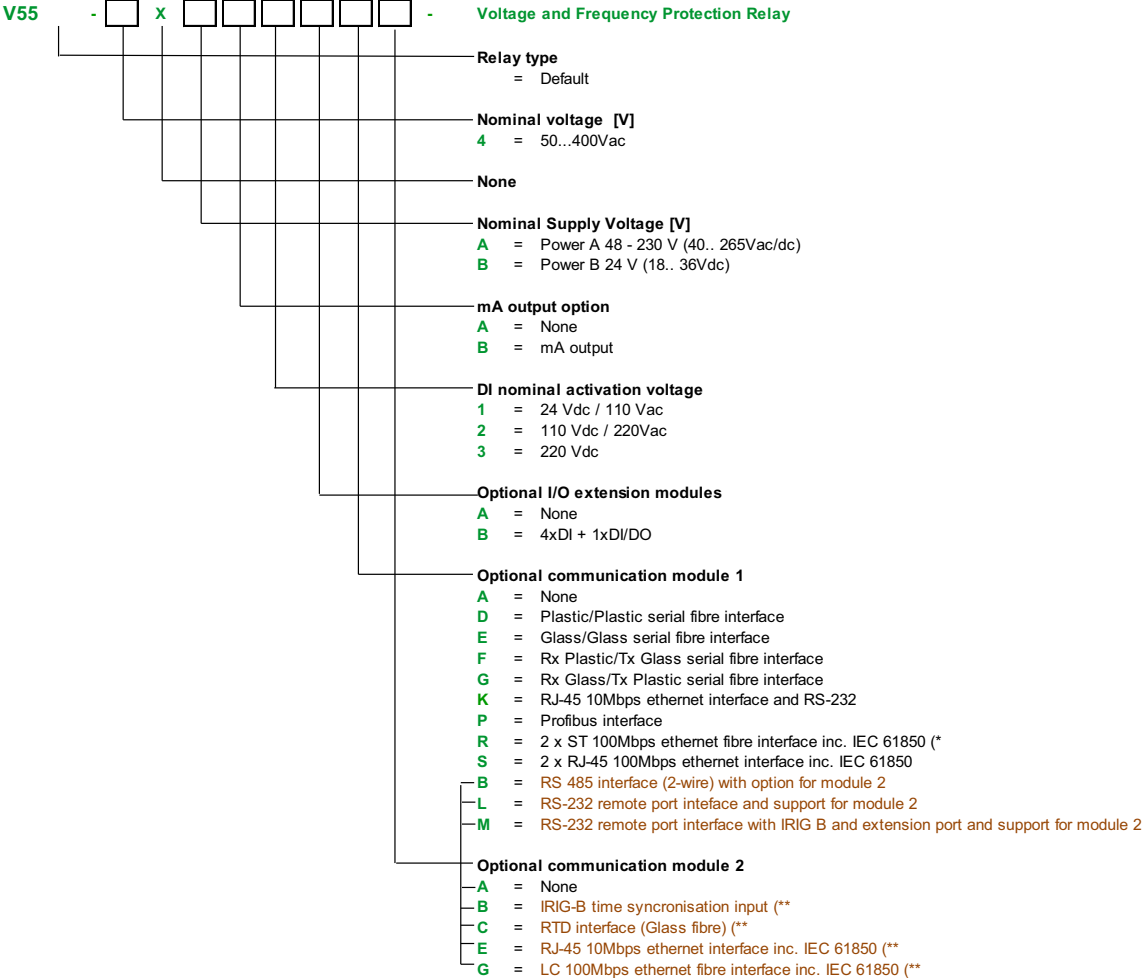 V55 - X - Voltage and Frequency Protection Relay
Relay type
= Default
Nominal voltage [V]
4 = 50...400Vac
None
Nominal Supply Voltage [V]
A = Power A 48 - 230 V (40.. 265Vac/dc)
B = Power B 24 V (18.. 36Vdc)
mA output option
A = None
B = mA output
DI nominal activation voltage
1 = 24 Vdc / 110 Vac
2 = 110 Vdc / 220Vac
3 = 220 Vdc
Optional I/O extension modules
A = None
B = 4xDI + 1xDI/DO
Optional communication module 1
A = None
D = Plastic/Plastic serial fibre interface
E = Glass/Glass serial fibre interface
F = Rx Plastic/Tx Glass serial fibre interface
G = Rx Glass/Tx Plastic serial fibre interface
K = RJ-45 10Mbps ethernet interface and RS-232
P = Profibus interface
R = 2 x ST 100Mbps ethernet fibre interface inc. IEC 61850 (*
S = 2 x RJ-45 100Mbps ethernet interface inc. IEC 61850
B = RS 485 interface (2-wire) with option for module 2
L = RS-232 remote port inteface and support for module 2
M = RS-232 remote port interface with IRIG B and extension port and support for module 2
Optional communication module 2
A = None
B = IRIG-B time syncronisation input (**
C = RTD interface (Glass fibre) (**
E = RJ-45 10Mbps ethernet interface inc. IEC 61850 (**
G = LC 100Mbps ethernet fibre interface inc. IEC 61850 (**